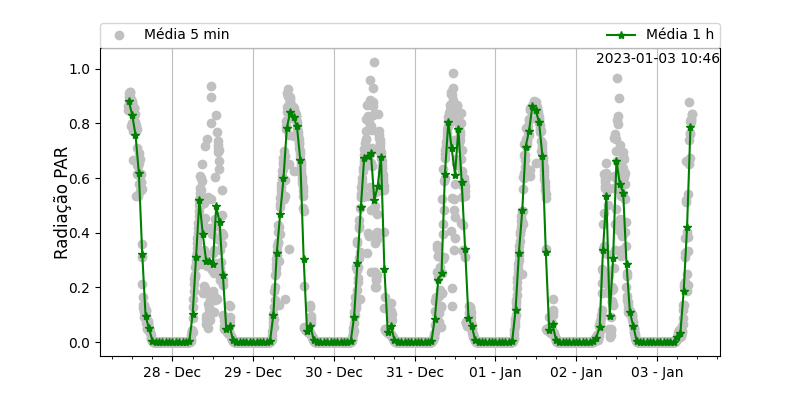 Média 5 min
Média 1 h
2023-01-03 10:46
Radiação PAR
1.0
0.8
0.6
0.4
0.2
0.0
28 - Dec
29 - Dec
30 - Dec
31 - Dec
01 - Jan
02 - Jan
03 - Jan